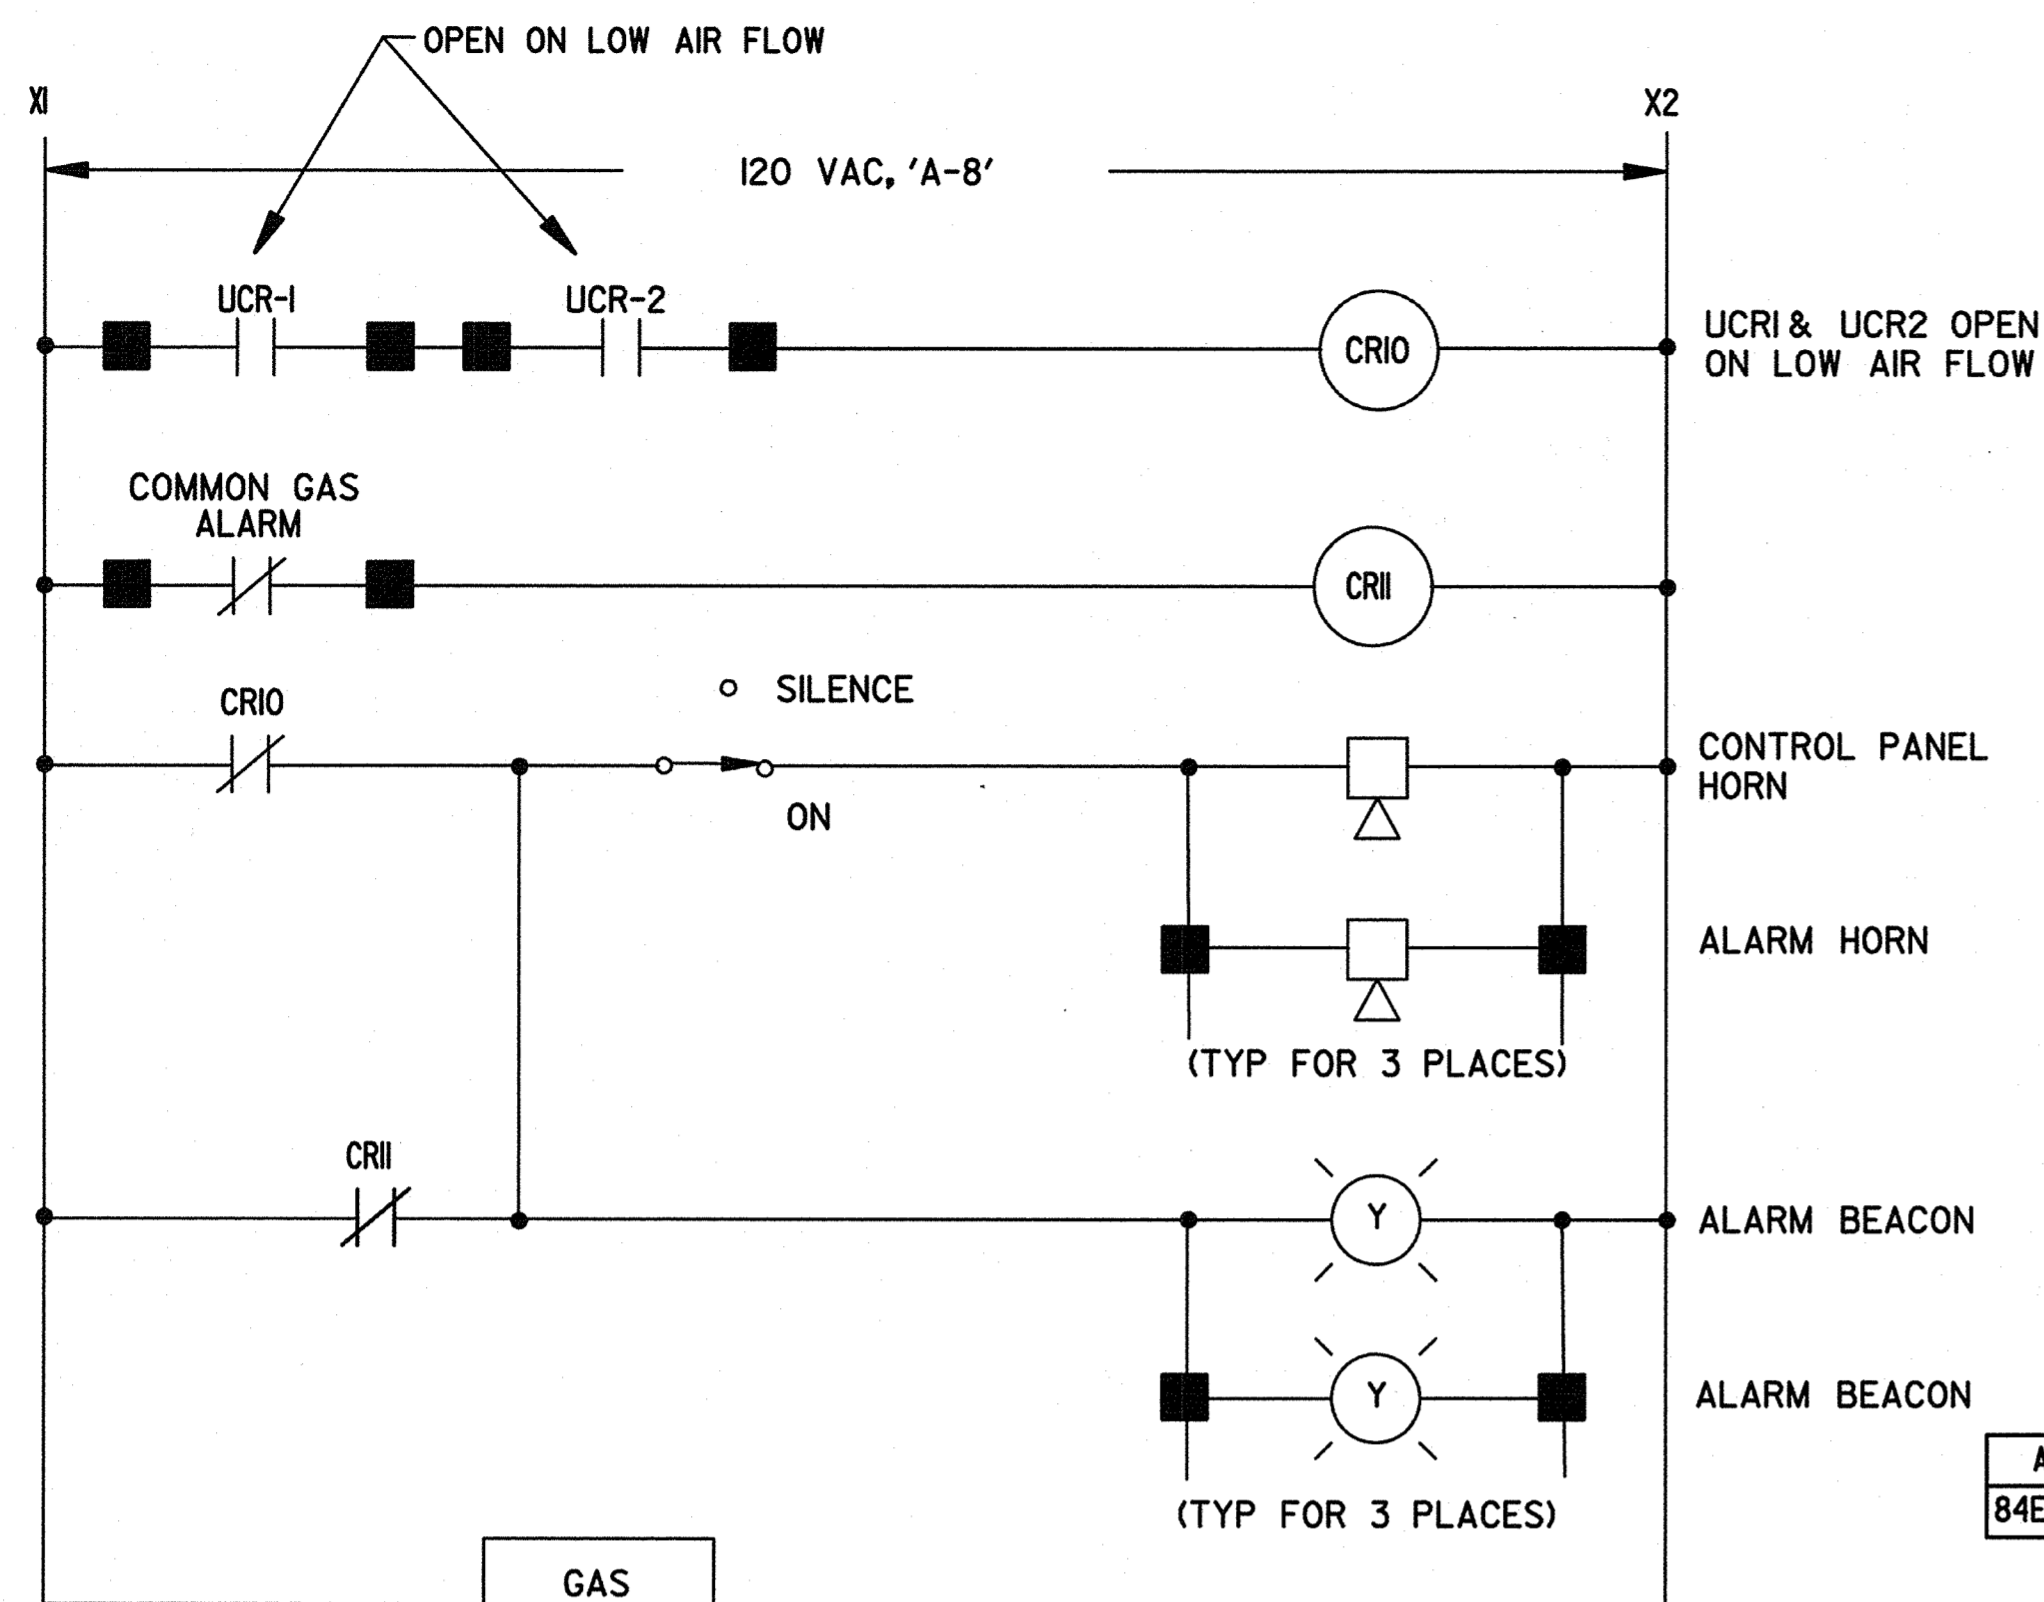 OPEN ON LOW AIR FLOW
X1
X2
120 VAC, 'A-8'
UCR-1
UCR-2
CR10
UCR1 & UCR2 OPEN
ON LOW AIR FLOW
COMMON GAS
ALARM
CR11
CR10
SILENCE
ON
CONTROL PANEL
HORN
ALARM HORN
(TYP FOR 3 PLACES)
CR11
Y
ALARM BEACON
Y
ALARM BEACON
(TYP FOR 3 PLACES)
GAS
84E